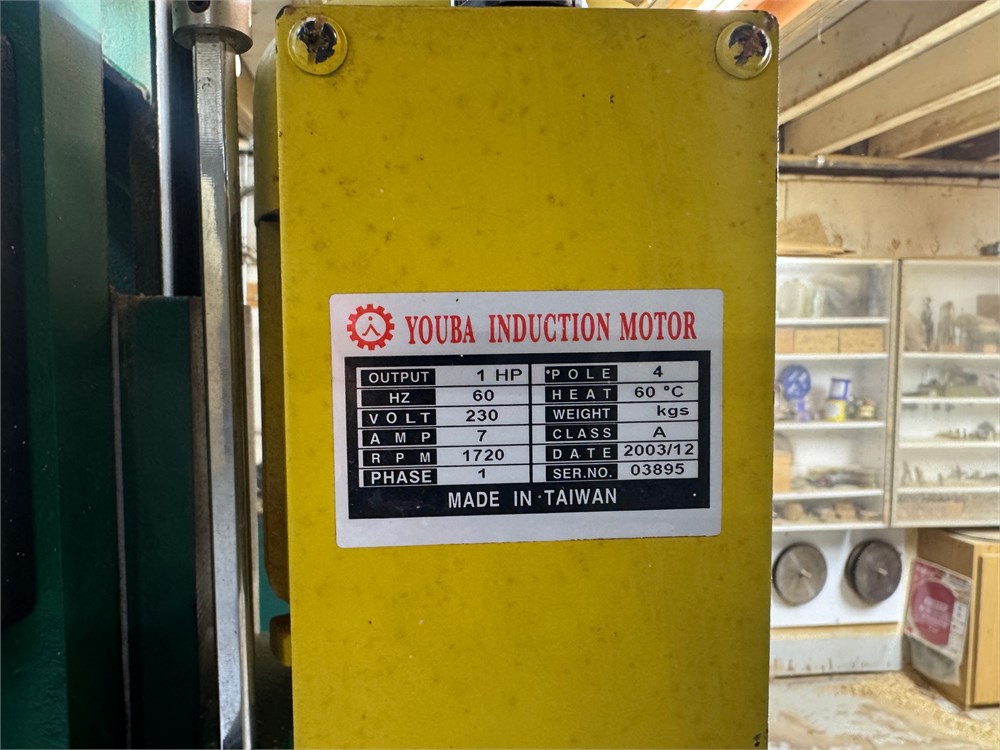 YOUBA INDUCTION MOTOR
OUTPUT 1 HP POLE 4
HZ 60 HEAT 60 °C
VOLT 230 WEIGHT kgs
AMP 7 CLASS A
RPM 1720 DATE 2003/12
PHASE 1 SER.NO. 03895
MADE IN TAIWAN